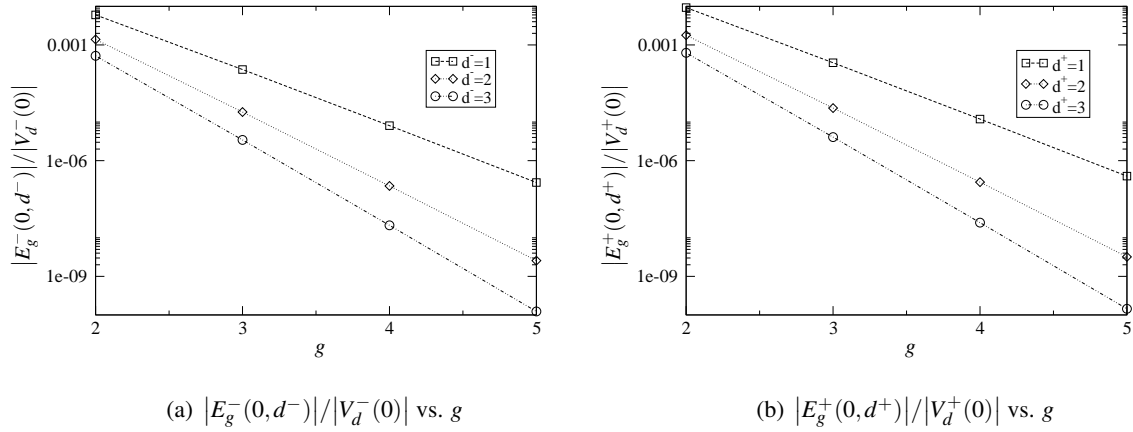 |E_g^-(0,d^-)|/|V_d^-(0)|
0.001
1e-06
1e-09
d^-=1
d^-=2
d^-=3
2 3 4 5
g
(a) |E_g^-(0,d^-)|/|V_d^-(0)| vs. g
|E_g^+(0,d^+)|/|V_d^+(0)|
0.001
1e-06
1e-09
d^+=1
d^+=2
d^+=3
2 3 4 5
g
(b) |E_g^+(0,d^+)|/|V_d^+(0)| vs. g